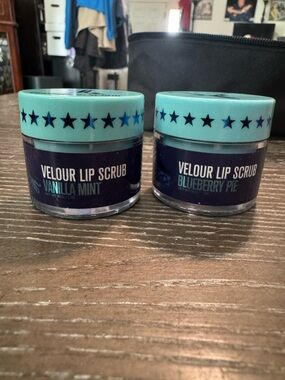 VELOUR LIP SCRUB
VANILLA MINT
VELOUR LIP SCRUB
BLUEBERRY PIE